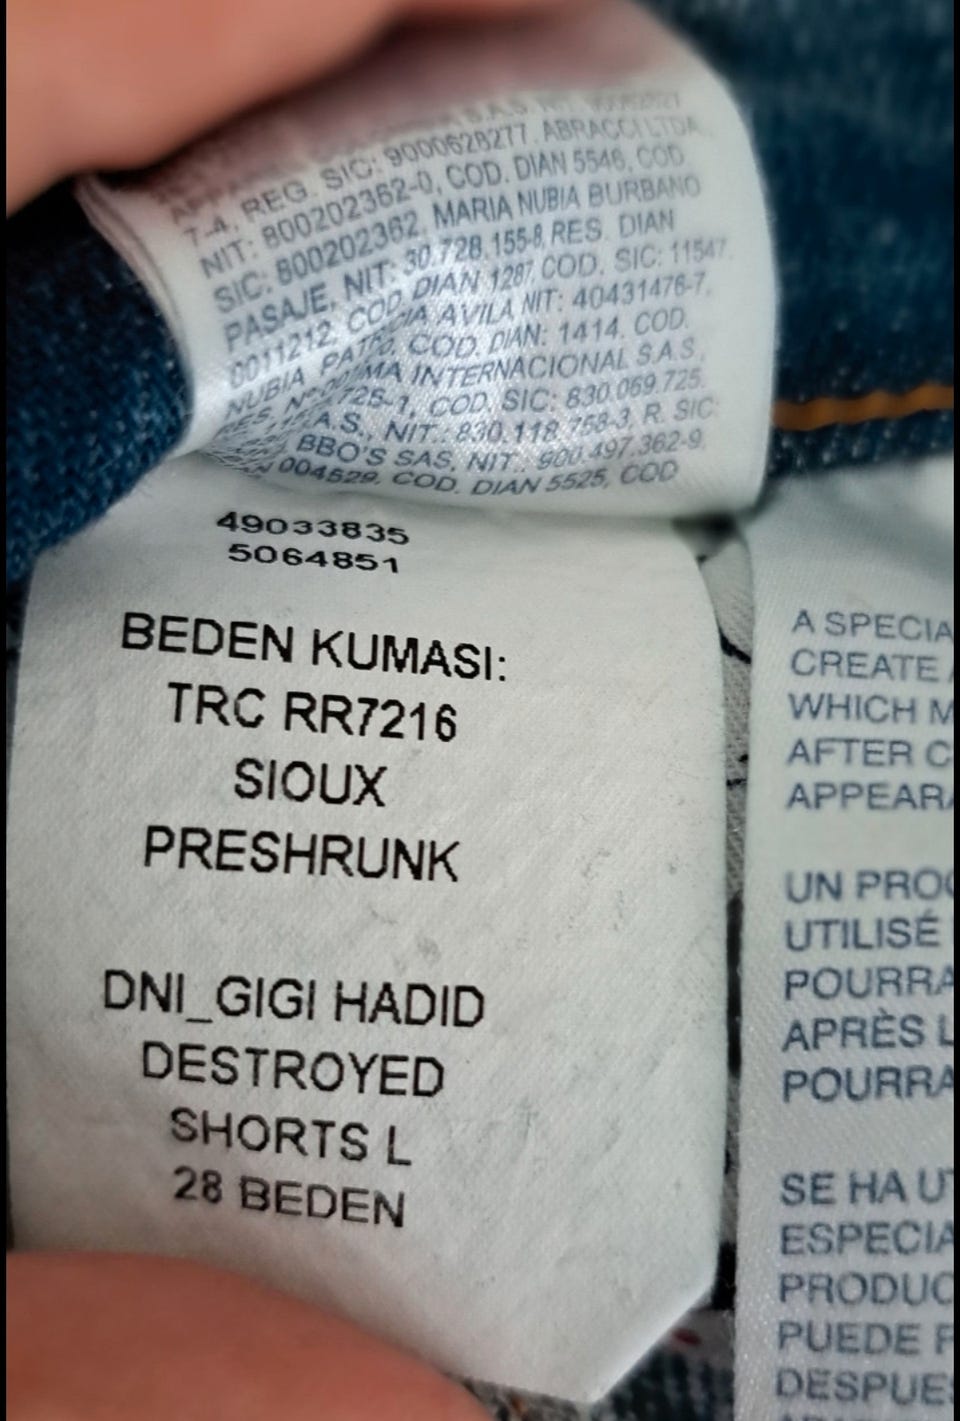 S.A.S. NIT.
7-4, REG. SIC: 9000628277. ABRACCI LTDA.
NIT: 800202362-0, COD. DIAN 5546, COD.
SIC: 800202362, MARIA NUBIA BURBANO
PASAJE, NIT: 30.728.155-8, RES. DIAN
0011212, COD. DIAN 1287, COD. SIC: 11547.
NUBIA AVILA NIT: 40431476-7,
COD. DIAN: 1414. COD.
INTERNACIONAL S.A.S.
725-1, COD. SIC: 830.069.725.
A.S., NIT.: 830.118.758-3, R. SIC:
BBO'S SAS, NIT.: 900.497.362-9,
004529, COD. DIAN 5525, COD
49033835
5064851
BEDEN KUMASI:
TRC RR7216
SIOUX
PRESHRUNK
DNI_GIGI HADID
DESTROYED
SHORTS L
28 BEDEN
A SPECIA
CREATE
WHICH M
AFTER C
APPEARA
UN PROC
UTILISÉ
POURRA
APRÈS L
POURRA
SE HA UT
ESPECIA
PRODUC
PUEDE P
DESPUES